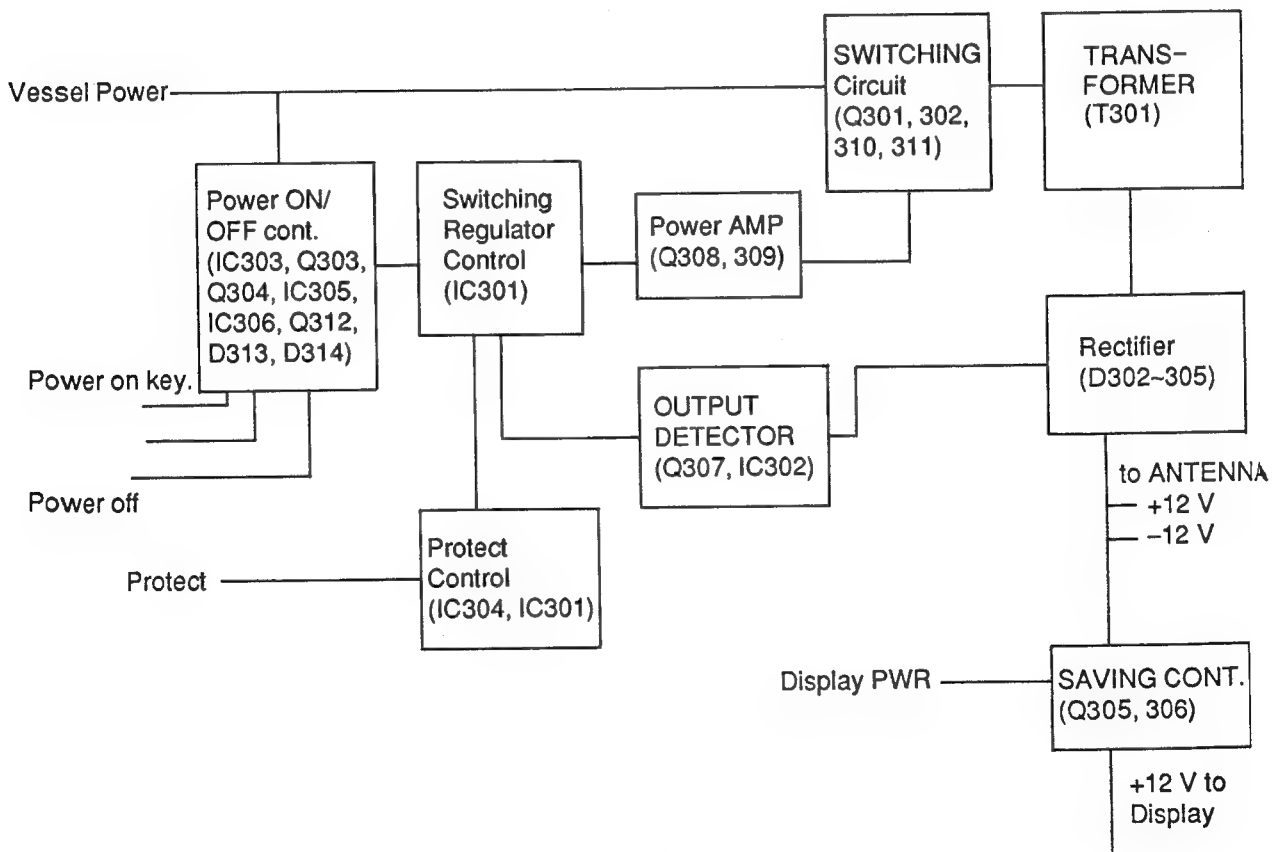 Vessel Power
SWITCHING
Circuit
(Q301, 302,
310, 311)
TRANS-
FORMER
(T301)
Power ON/
OFF cont.
(IC303, Q303,
Q304, IC305,
IC306, Q312,
D313, D314)
Switching
Regulator
Control
(IC301)
Power AMP
(Q308, 309)
Rectifier
(D302~305)
Power on key.
Power off
OUTPUT
DETECTOR
(Q307, IC302)
to ANTENNA
+12 V
-12 V
Protect
Protect
Control
(IC304, IC301)
Display PWR
SAVING CONT.
(Q305, 306)
+12 V to
Display